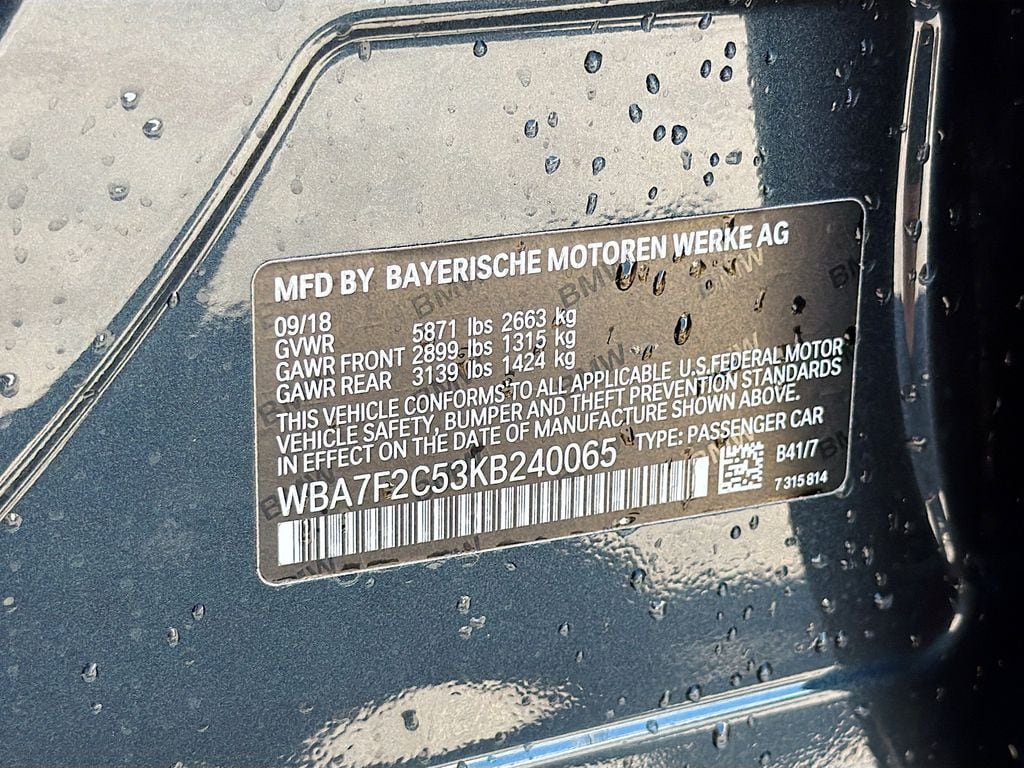 MFD BY BAYERISCHE MOTOREN WERKE AG
09/18
GVWR 5871 lbs 2663 kg
GAWR FRONT 2899 lbs 1315 kg
GAWR REAR 3139 lbs 1424 kg
THIS VEHICLE CONFORMS TO ALL APPLICABLE U.S.FEDERAL MOTOR
VEHICLE SAFETY, BUMPER AND THEFT PREVENTION STANDARDS
IN EFFECT ON THE DATE OF MANUFACTURE SHOWN ABOVE.
WBA7F2C53KB240065 TYPE: PASSENGER CAR
B41/7
7 315 814